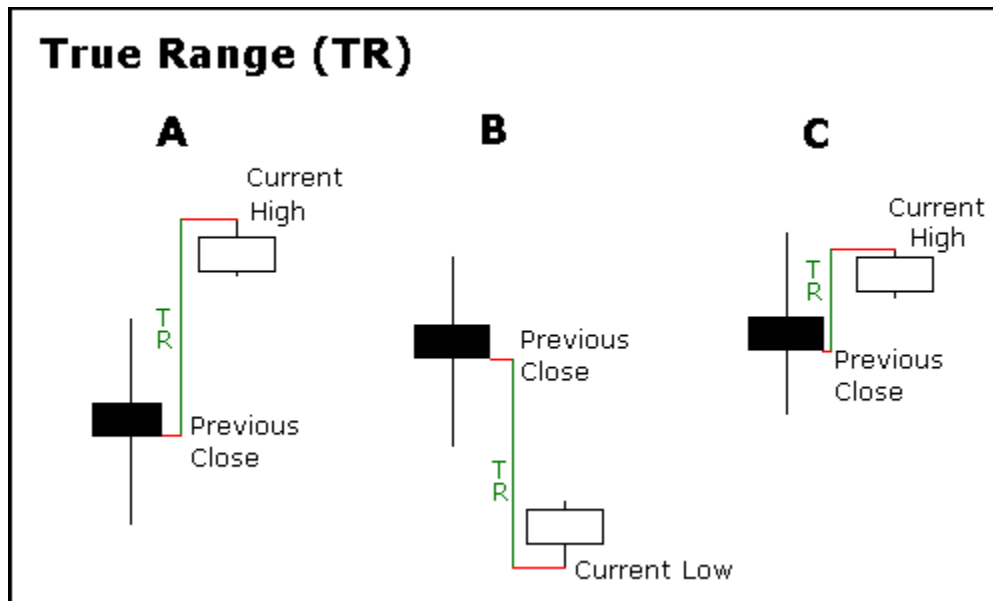 True Range (TR)
A
Current
High
T
R
Previous
Close
B
Previous
Close
T
R
Current Low
C
Current
High
T
R
Previous
Close